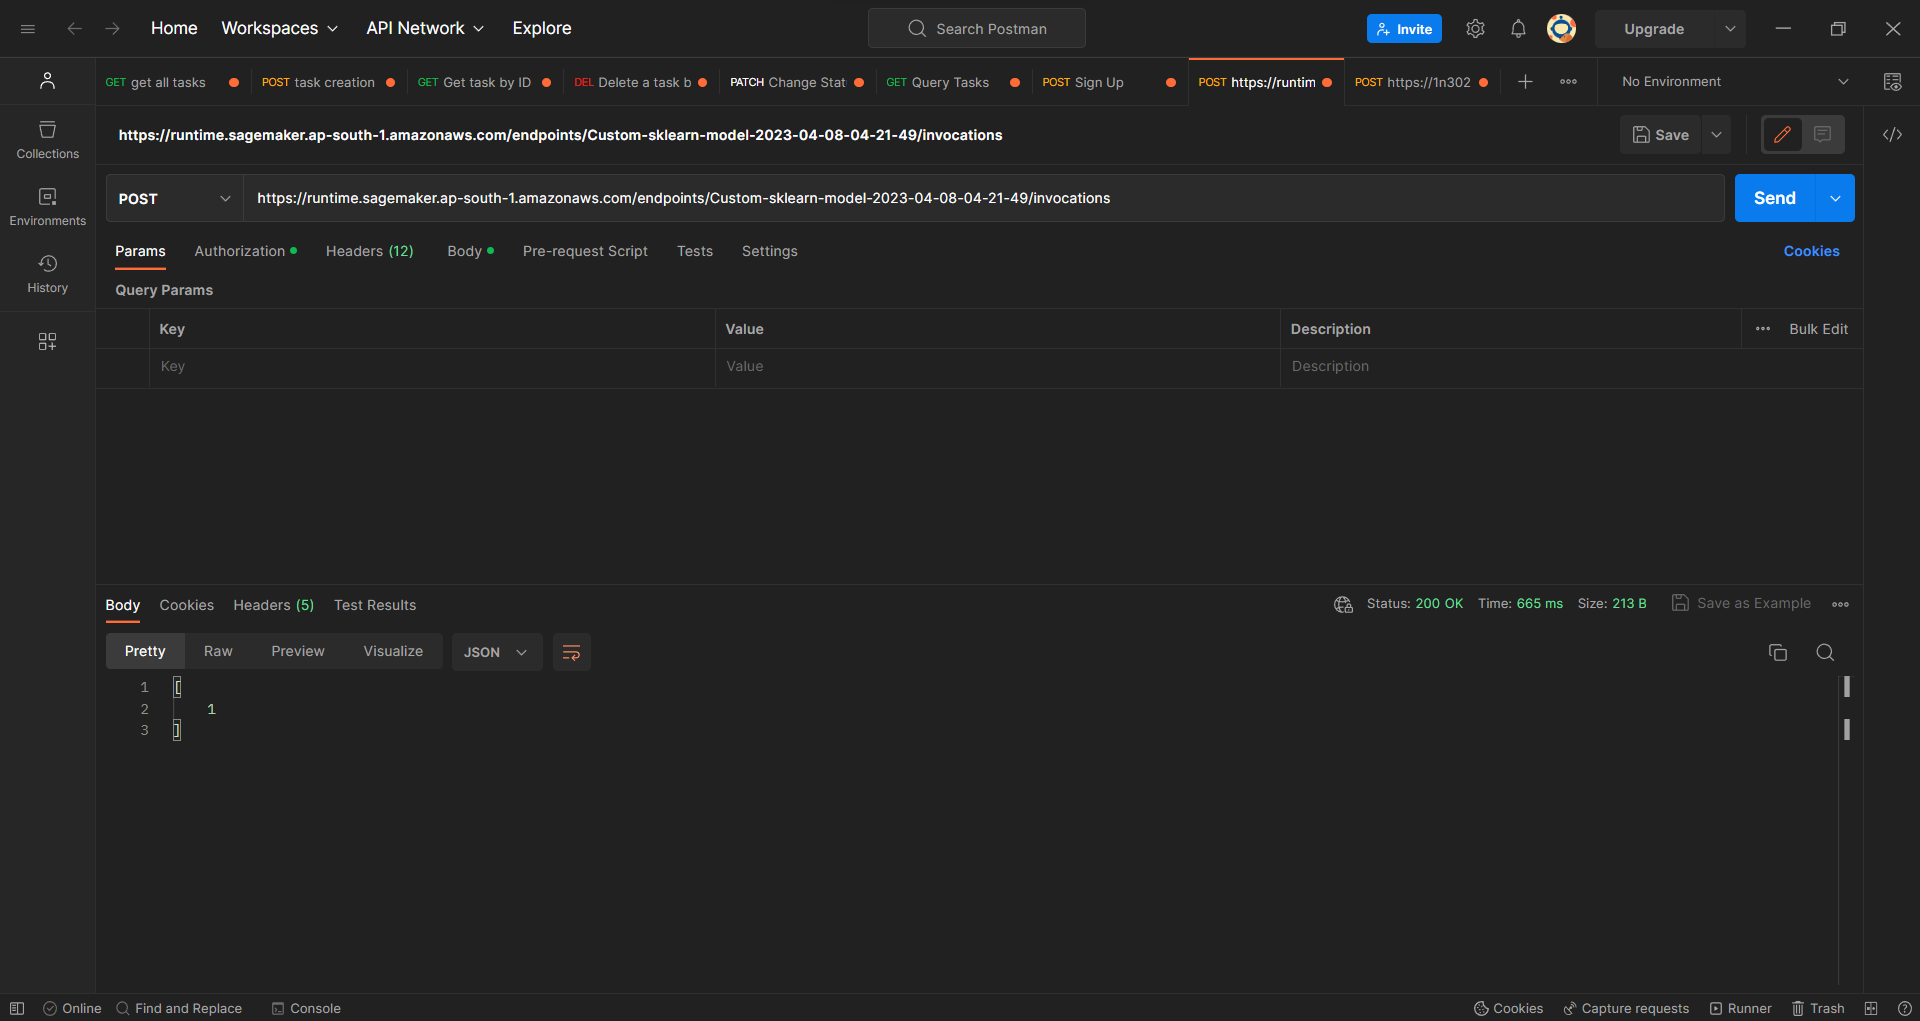 Home Workspaces API Network Explore Search Postman Invite Upgrade
GET get all tasks POST task creation GET Get task by ID DEL Delete a task b PATCH Change Stat GET Query Tasks POST Sign Up POST https://runtim POST https://1n302 No Environment
https://runtime.sagemaker.ap-south-1.amazonaws.com/endpoints/Custom-sklearn-model-2023-04-08-04-21-49/invocations Save
Collections
Environments
History
POST https://runtime.sagemaker.ap-south-1.amazonaws.com/endpoints/Custom-sklearn-model-2023-04-08-04-21-49/invocations Send
Params Authorization Headers (12) Body Pre-request Script Tests Settings Cookies
Query Params
Key Value Description Bulk Edit
Key Value Description
Body Cookies Headers (5) Test Results Status: 200 OK Time: 665 ms Size: 213 B Save as Example
Pretty Raw Preview Visualize JSON
1 [
2 1
3 ]
Online Find and Replace Console Cookies Capture requests Runner Trash